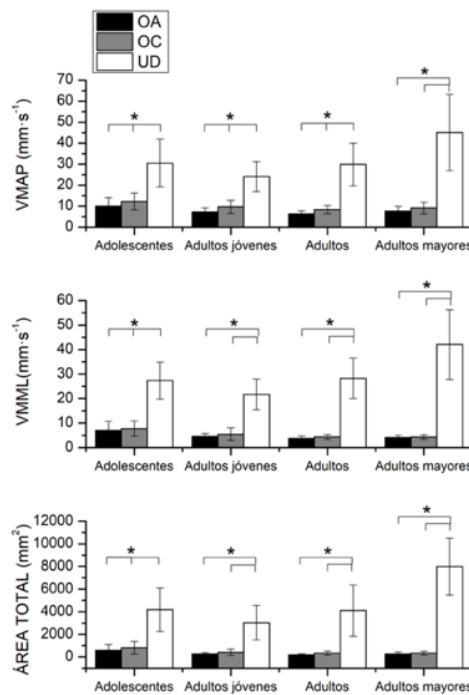 OA
OC
UD
VMAP (mm·s⁻¹)
70
60
50
40
30
20
10
0
*
*
*
*
Adolescentes
Adultos jóvenes
Adultos
Adultos mayores
VMML(mm·s⁻¹)
60
50
40
30
20
10
0
*
*
*
*
Adolescentes
Adultos jóvenes
Adultos
Adultos mayores
ÁREA TOTAL (mm²)
12000
10000
8000
6000
4000
2000
0
*
*
*
*
Adolescentes
Adultos jóvenes
Adultos
Adultos mayores